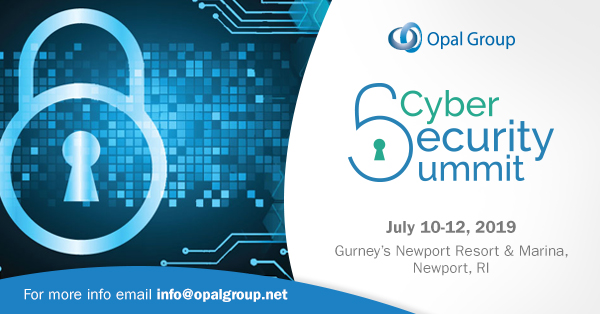 Opal Group
Cyber
Security
Summit
July 10-12, 2019
Gurney's Newport Resort & Marina,
Newport, RI
For more info email info@opalgroup.net